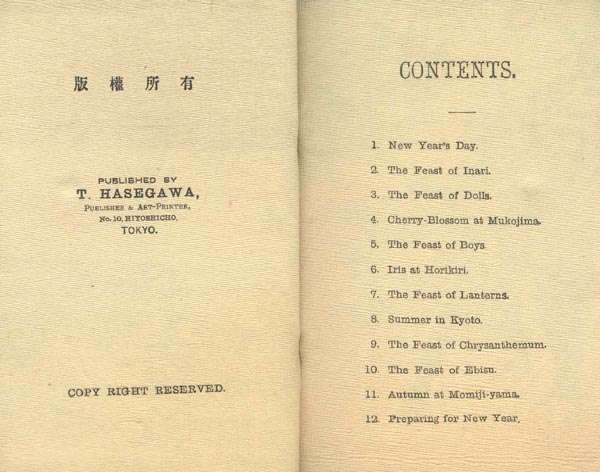 版權所有
PUBLISHED BY
T. HASEGAWA,
PUBLISHER & ART-PRINTER,
No. 10, HIYOSHICHO,
TOKYO.
COPY RIGHT RESERVED.
CONTENTS.
1. New Year's Day.
2. The Feast of Inari.
3. The Feast of Dolls.
4. Cherry-Blossom at Mukojima.
5. The Feast of Boys
6. Iris at Horikiri.
7. The Feast of Lanterns.
8. Summer in Kyoto.
9. The Feast of Chrysanthemum.
10. The Feast of Ebisu.
11. Autumn at Momiji-yama.
12. Preparing for New Year.